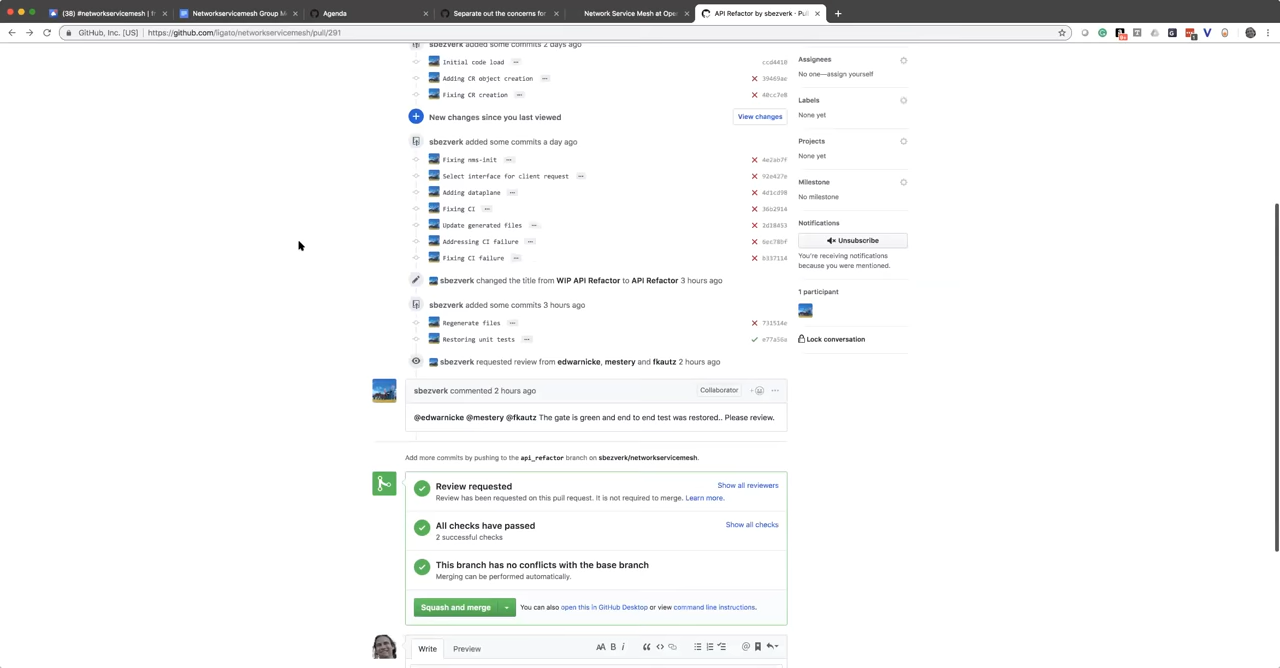 (38) #networkservicemesh | fr
Networkservicemesh Group M
Agenda
Separate out the concerns for
Network Service Mesh at Ope
API Refactor by sbezverk · Pull
GitHub, Inc. [US] | https://github.com/ligato/networkservicemesh/pull/291
sbezverk added some commits 2 days ago
Initial code load
ccd4410
Adding CR object creation
39469ae
Fixing CR creation
40cc7e8
New changes since you last viewed
View changes
sbezverk added some commits a day ago
Fixing nms-init
4e2ab7f
Select interface for client request
92e427e
Adding dataplane
4d1cd90
Fixing CI
36b2914
Update generated files
2d18453
Addressing CI failure
6ec78bf
Fixing CI failure
b337114
sbezverk changed the title from WIP API Refactor to API Refactor 3 hours ago
sbezverk added some commits 3 hours ago
Regenerate files
731514e
Restoring unit tests
e77a36a
sbezverk requested review from edwarnicke, mestery and fkautz 2 hours ago
sbezverk commented 2 hours ago
Collaborator
@edwarnicke @mestery @fkautz The gate is green and end to end test was restored.. Please review.
Add more commits by pushing to the api_refactor branch on sbezverk/networkservicemesh.
Review requested
Show all reviewers
Review has been requested on this pull request. It is not required to merge. Learn more.
All checks have passed
Show all checks
2 successful checks
This branch has no conflicts with the base branch
Merging can be performed automatically.
Squash and merge
You can also open this in GitHub Desktop or view command line instructions.
Write
Preview
Assignees
No one—assign yourself
Labels
None yet
Projects
None yet
Milestone
No milestone
Notifications
Unsubscribe
You're receiving notifications
because you were mentioned.
1 participant
Lock conversation